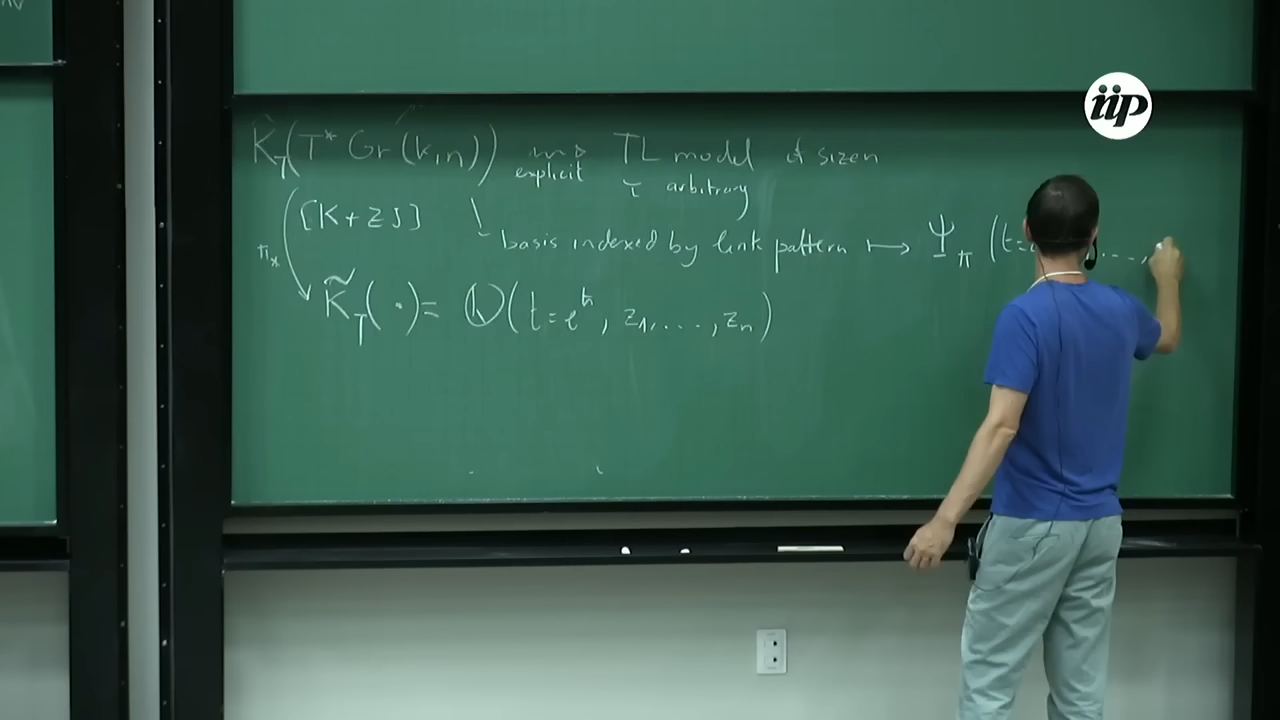 K_T(T* Gr(k,n)) ⇝ TL model of size n
explicit τ arbitrary
[K+ZJ]
basis indexed by link pattern ↦ Ψ_π (t= ...,
π_*
K̃_T(·) = (t=e^ħ, z_1, ..., z_n)
iip